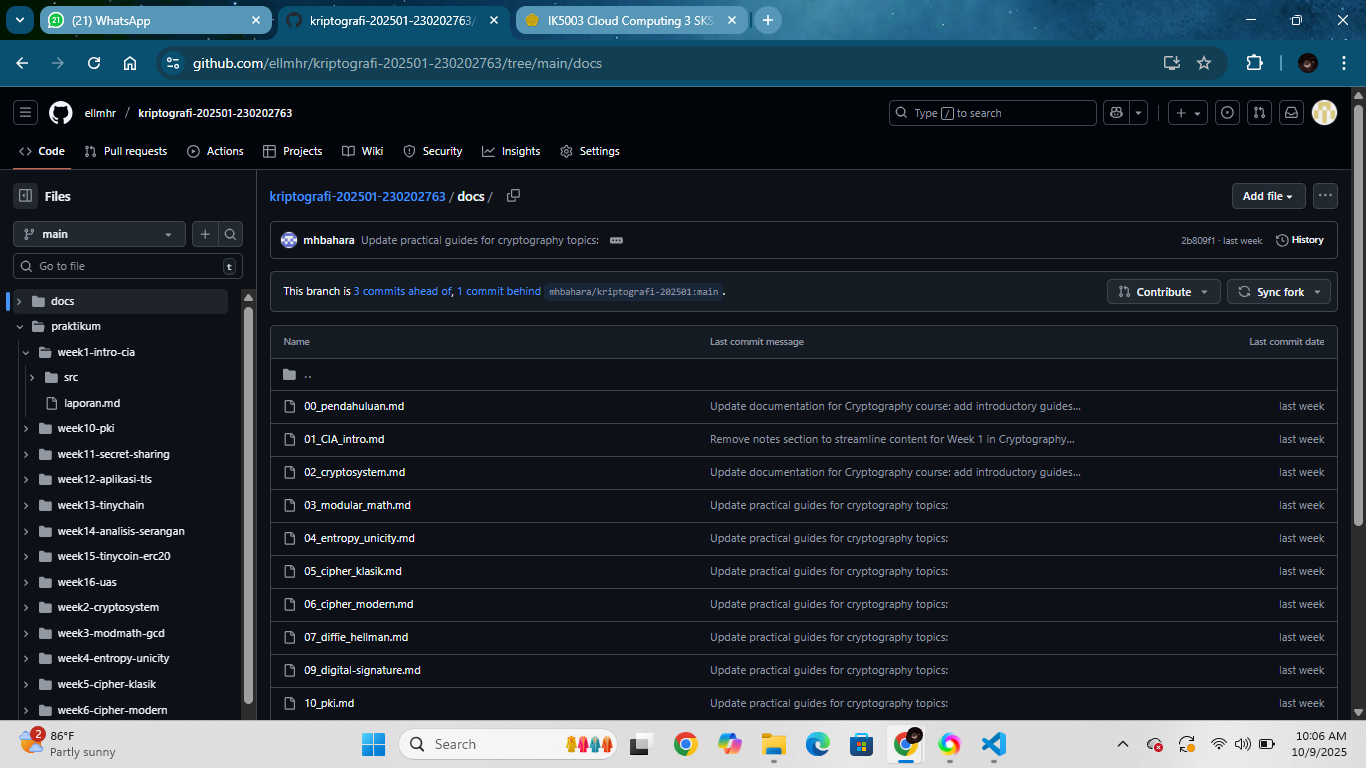 21
(21) WhatsApp
kriptografi-202501-230202763/
IK5003 Cloud Computing 3 SKS
github.com/ellmhr/kriptografi-202501-230202763/tree/main/docs
ellmhr / kriptografi-202501-230202763
Type / to search
Code
Pull requests
Actions
Projects
Wiki
Security
Insights
Settings
Files
main
Go to file
t
docs
praktikum
week1-intro-cia
src
laporan.md
week10-pki
week11-secret-sharing
week12-aplikasi-tls
week13-tinychain
week14-analisis-serangan
week15-tinycoin-erc20
week16-uas
week2-cryptosystem
week3-modmath-gcd
week4-entropy-unicity
week5-cipher-klasik
week6-cipher-modern
kriptografi-202501-230202763 / docs /
Add file
mhbahara Update practical guides for cryptography topics:
2b809f1 · last week
History
This branch is 3 commits ahead of, 1 commit behind mhbahara/kriptografi-202501:main.
Contribute
Sync fork
Name Last commit message Last commit date
..
00_pendahuluan.md Update documentation for Cryptography course: add introductory guides... last week
01_CIA_intro.md Remove notes section to streamline content for Week 1 in Cryptography... last week
02_cryptosystem.md Update documentation for Cryptography course: add introductory guides... last week
03_modular_math.md Update practical guides for cryptography topics: last week
04_entropy_unicity.md Update practical guides for cryptography topics: last week
05_cipher_klasik.md Update practical guides for cryptography topics: last week
06_cipher_modern.md Update practical guides for cryptography topics: last week
07_diffie_hellman.md Update practical guides for cryptography topics: last week
09_digital-signature.md Update practical guides for cryptography topics: last week
10_pki.md Update practical guides for cryptography topics: last week
2
86°F
Partly sunny
Search
10:06 AM
10/9/2025